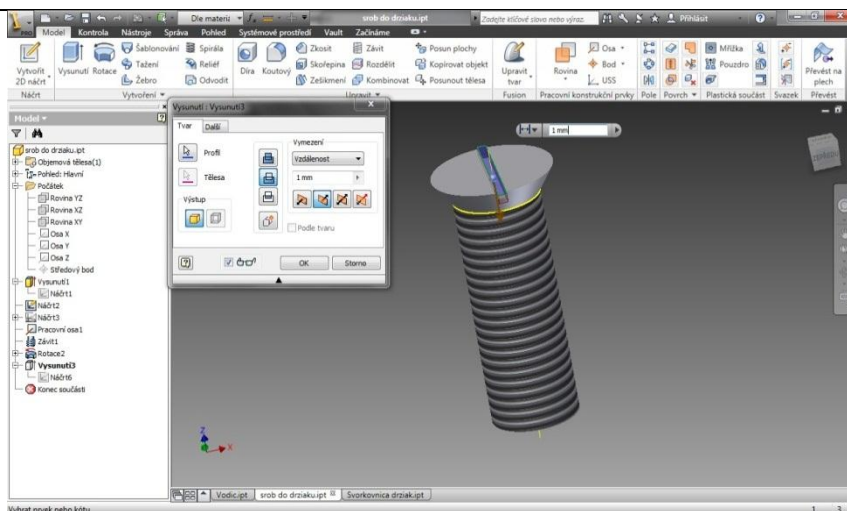 Dle materiá
srob do drziaku.ipt
Zadejte klíčové slovo nebo výraz.
Přihlásit
PRO
Model Kontrola Nástroje Správa Pohled Systémové prostředí Vault Začínáme
Vytvořit
2D náčrt
Vysunutí
Rotace
Šablonování
Tažení
Žebro
Spirála
Reliéf
Odvodit
Díra
Koutový
Zkosit
Skořepina
Zešikmení
Závit
Rozdělit
Kombinovat
Posun plochy
Kopírovat objekt
Posunout tělesa
Upravit
tvar
Rovina
Osa
Bod
USS
Mřížka
Pouzdro
Převést na
plech
Náčrt
Vytvoření
Upravit
Fusion
Pracovní konstrukční prvky
Pole
Povrch
Plastická součást
Svazek
Převést
Model
srob do drziaku.ipt
Objemová tělesa(1)
Pohled: Hlavní
Počátek
Rovina YZ
Rovina XZ
Rovina XY
Osa X
Osa Y
Osa Z
Středový bod
Vysunutí1
Náčrt1
Náčrt2
Náčrt3
Pracovní osa1
Závit1
Rotace2
Vysunutí3
Náčrt6
Konec součásti
Vysunutí : Vysunutí3
Tvar
Další
Profil
Tělesa
Výstup
Vymezení
Vzdálenost
1 mm
Podle tvaru
OK
Storno
1 mm
Z
X
Vodic.ipt
srob do drziaku.ipt
Svorkovnica drziak.ipt
Vybrat prvek nebo kótu
1 3